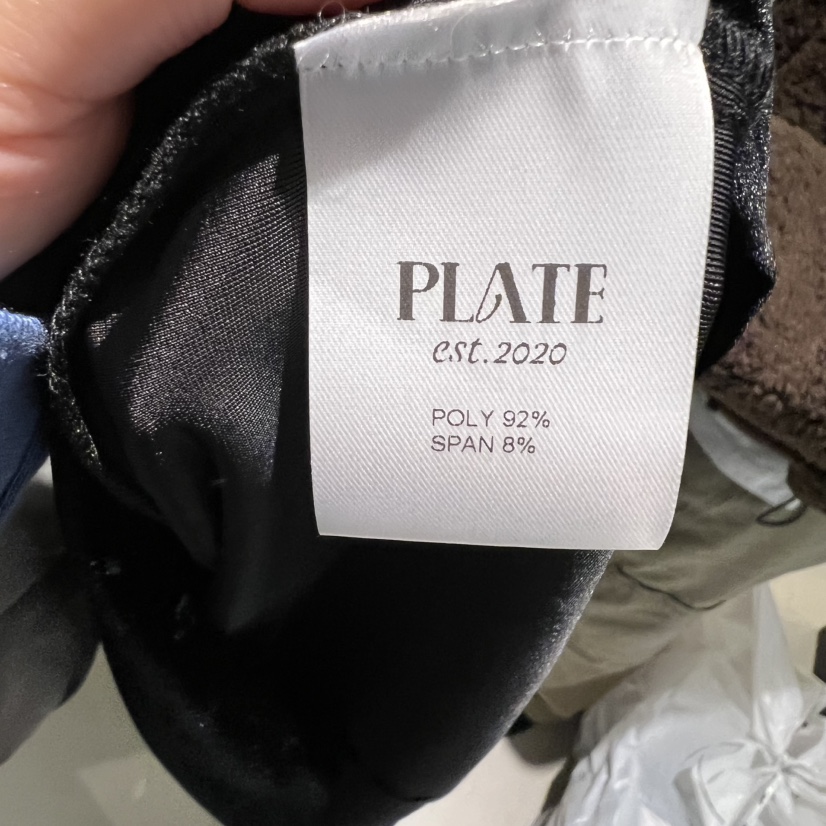 PLATE
est.2020
POLY 92%
SPAN 8%